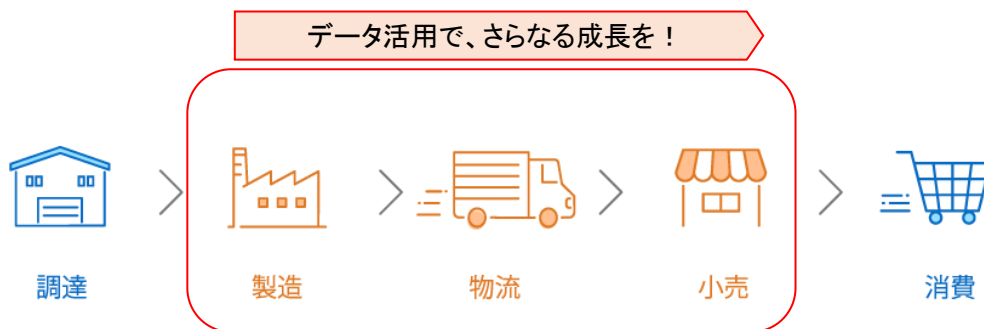 データ活用で、さらなる成長を！
調達
製造
物流
小売
消費